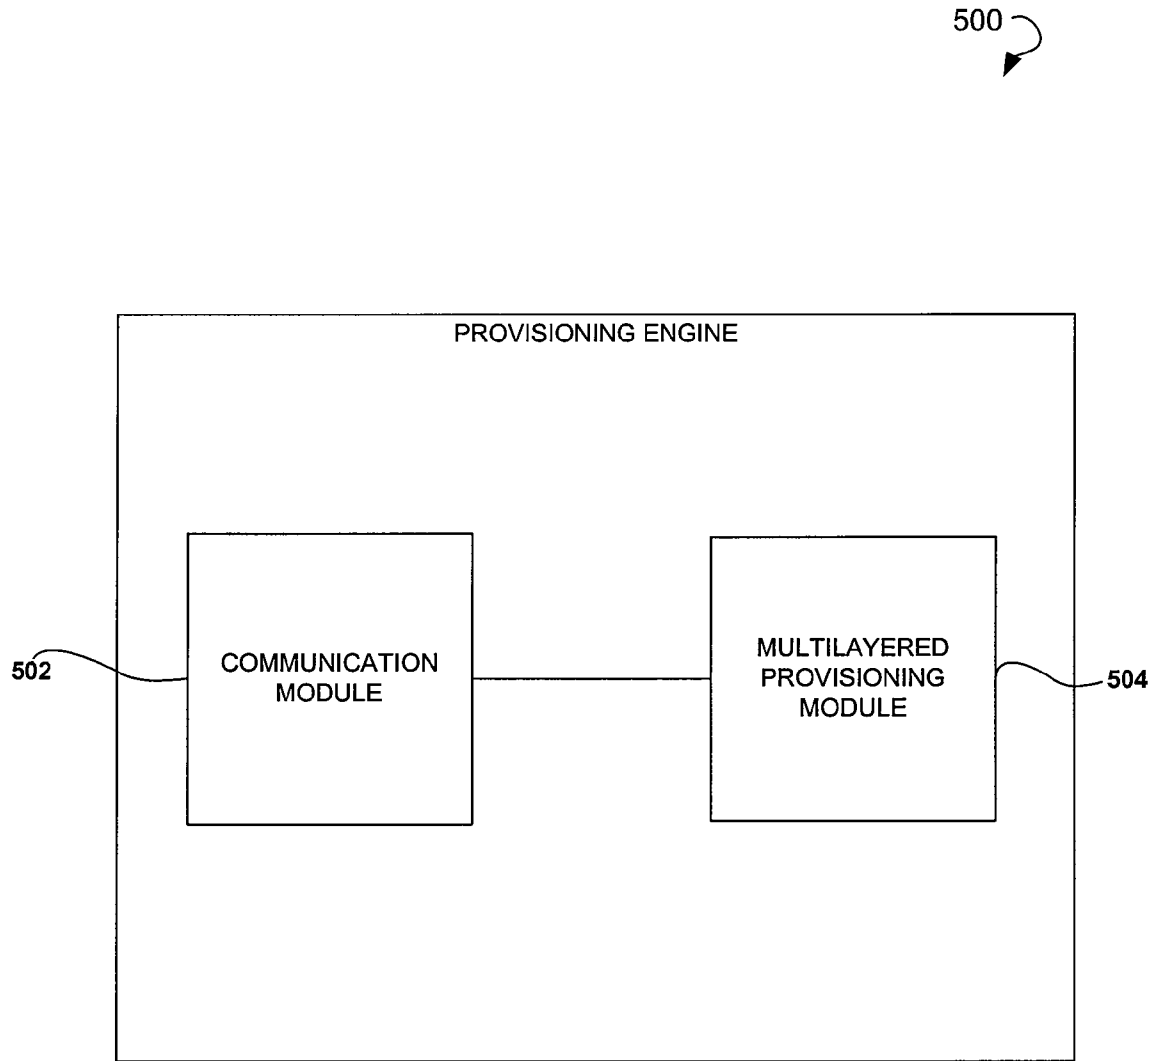 500
PROVISIONING ENGINE
502
COMMUNICATION
MODULE
MULTILAYERED
PROVISIONING
MODULE
504